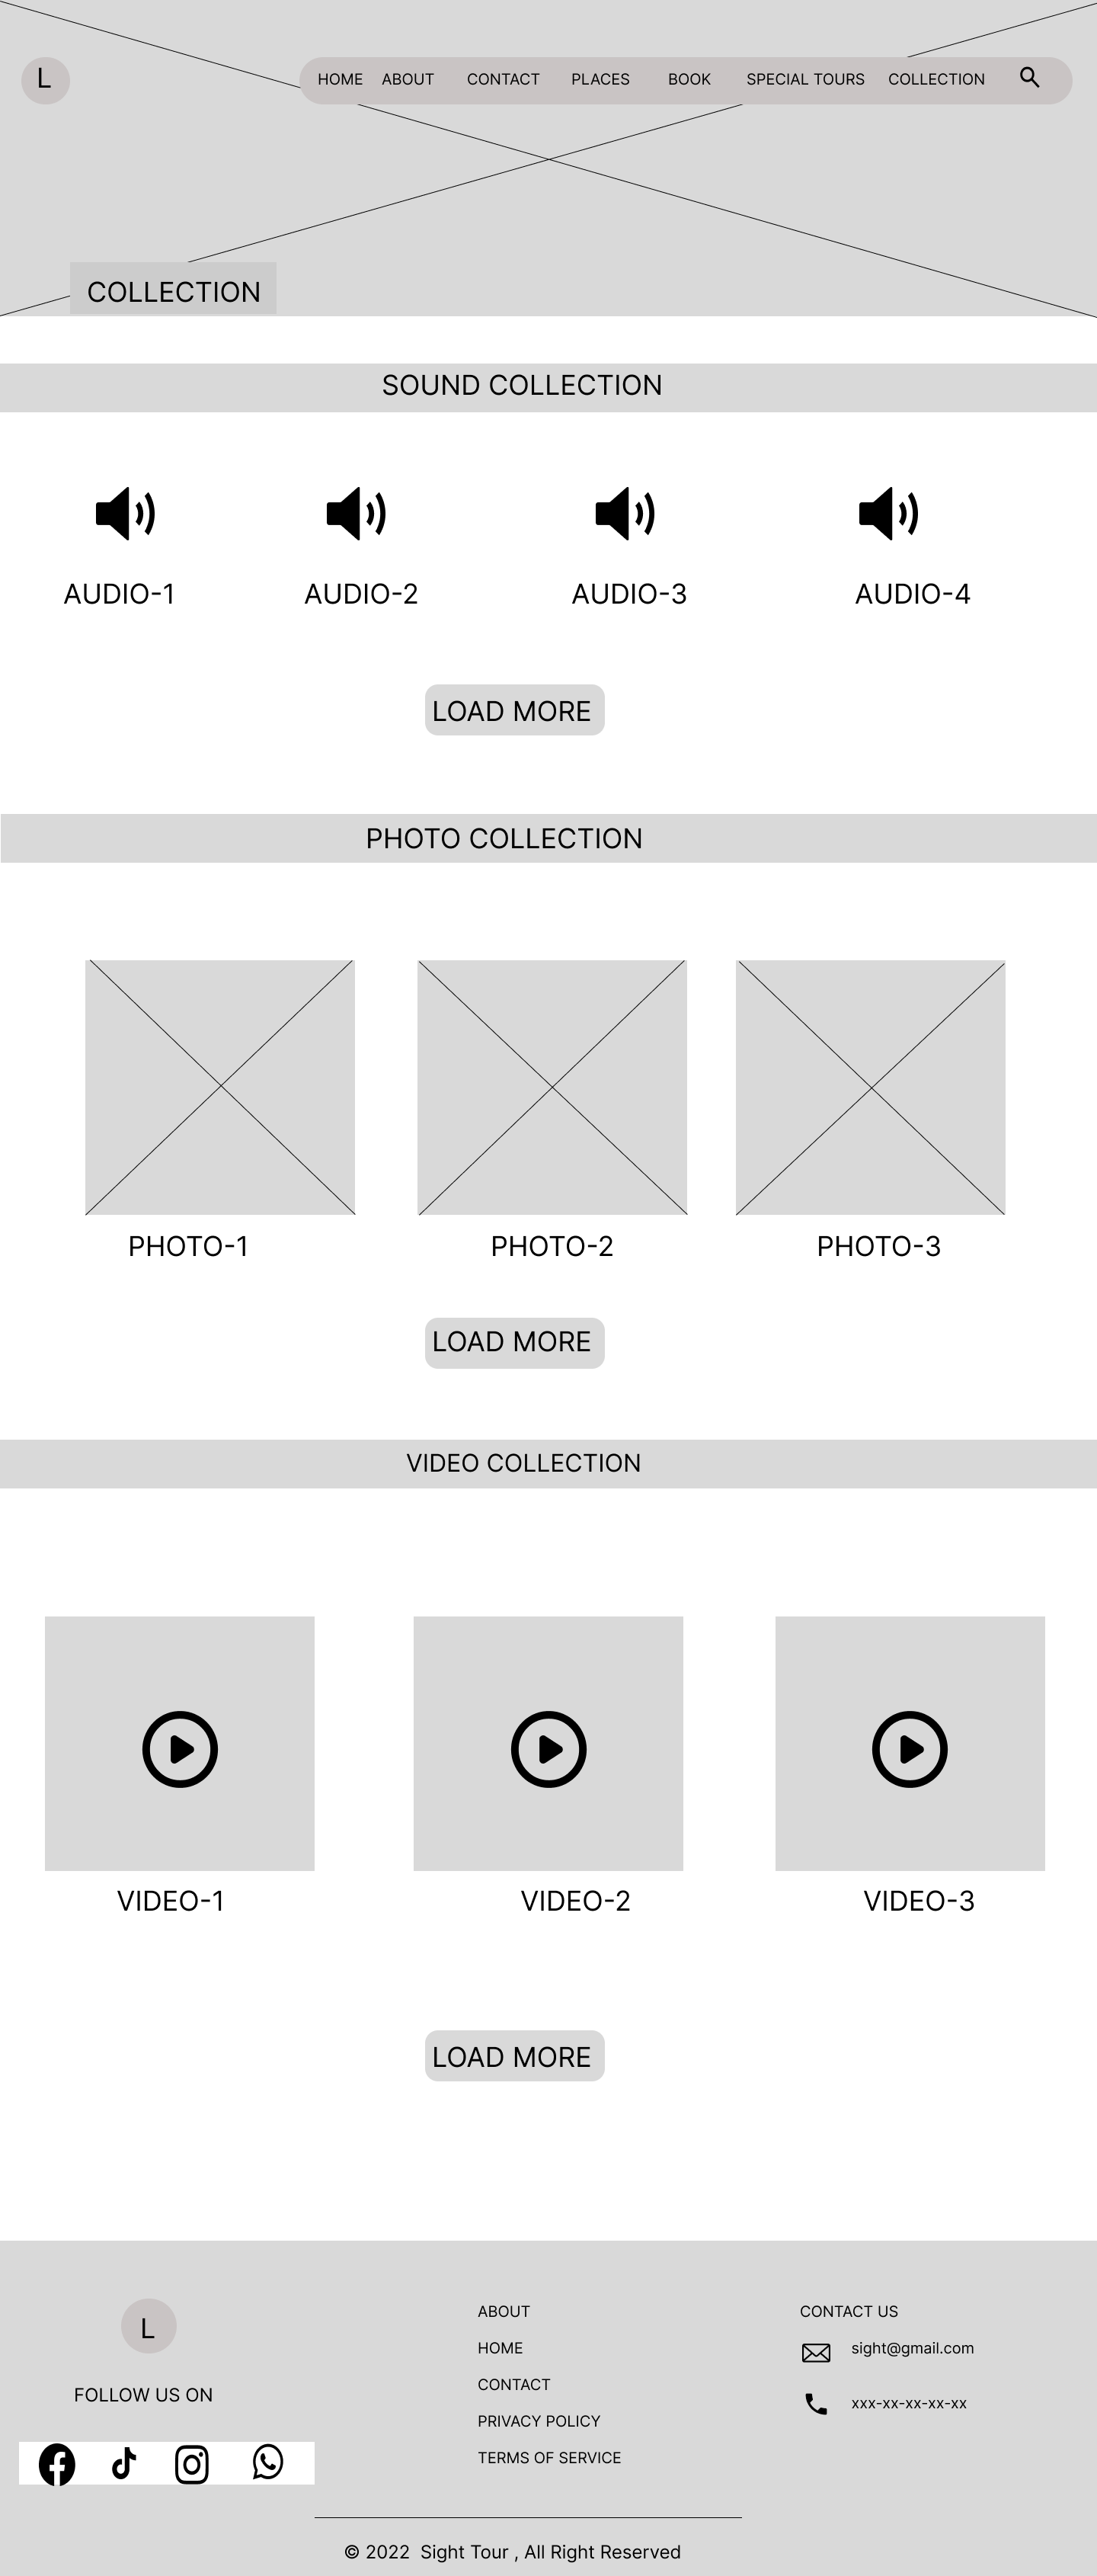 L
HOME ABOUT CONTACT PLACES BOOK SPECIAL TOURS COLLECTION
COLLECTION
SOUND COLLECTION
AUDIO-1 AUDIO-2 AUDIO-3 AUDIO-4
LOAD MORE
PHOTO COLLECTION
PHOTO-1 PHOTO-2 PHOTO-3
LOAD MORE
VIDEO COLLECTION
VIDEO-1 VIDEO-2 VIDEO-3
LOAD MORE
L
FOLLOW US ON
ABOUT
HOME
CONTACT
PRIVACY POLICY
TERMS OF SERVICE
CONTACT US
sight@gmail.com
xxx-xx-xx-xx-xx
© 2022 Sight Tour , All Right Reserved